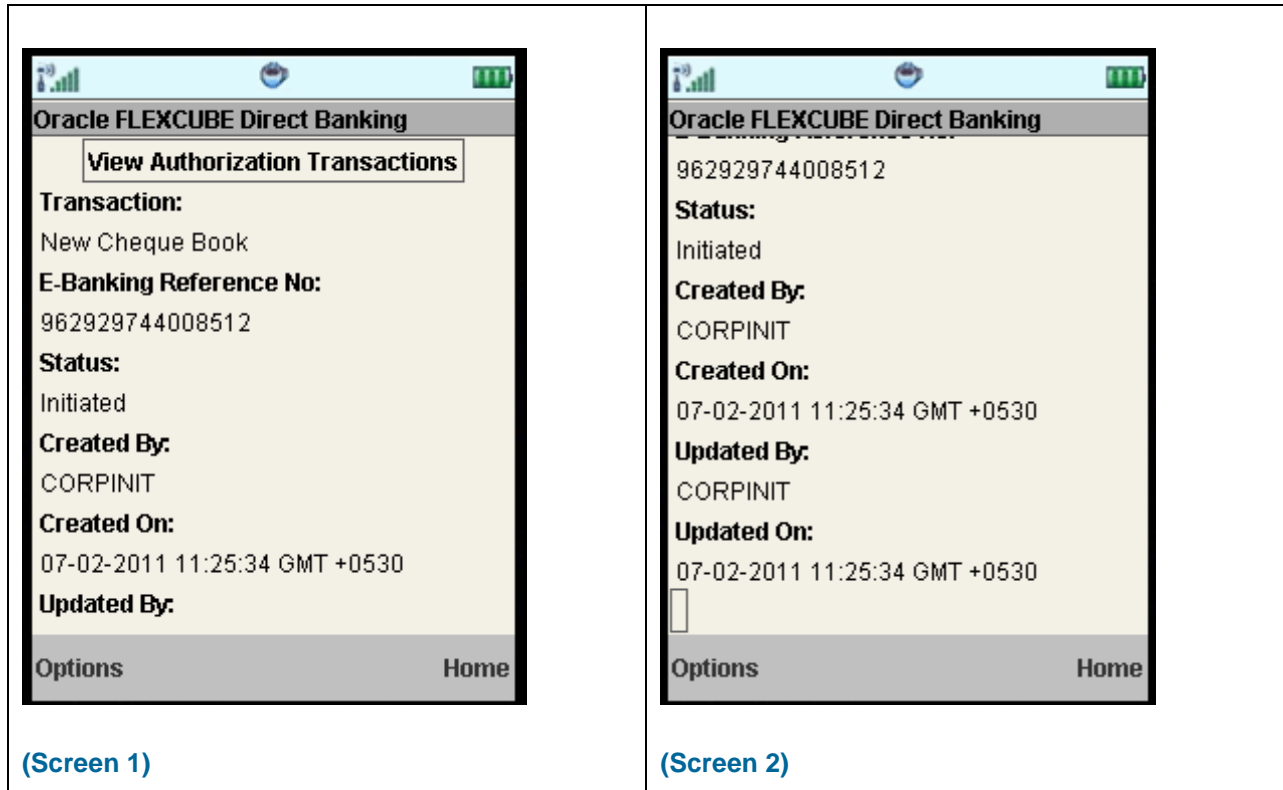 Oracle FLEXCUBE Direct Banking
View Authorization Transactions
Transaction:
New Cheque Book
E-Banking Reference No:
962929744008512
Status:
Initiated
Created By:
CORPINIT
Created On:
07-02-2011 11:25:34 GMT +0530
Updated By:
Options Home
(Screen 1)
Oracle FLEXCUBE Direct Banking
E-Banking Reference No:
962929744008512
Status:
Initiated
Created By:
CORPINIT
Created On:
07-02-2011 11:25:34 GMT +0530
Updated By:
CORPINIT
Updated On:
07-02-2011 11:25:34 GMT +0530
Options Home
(Screen 2)